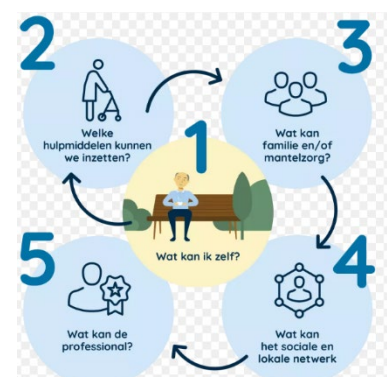 1
Wat kan ik zelf?
2
Welke
hulpmiddelen kunnen
we inzetten?
3
Wat kan
familie en/of
mantelzorg?
4
Wat kan
het sociale en
lokale netwerk
5
Wat kan de
professional?